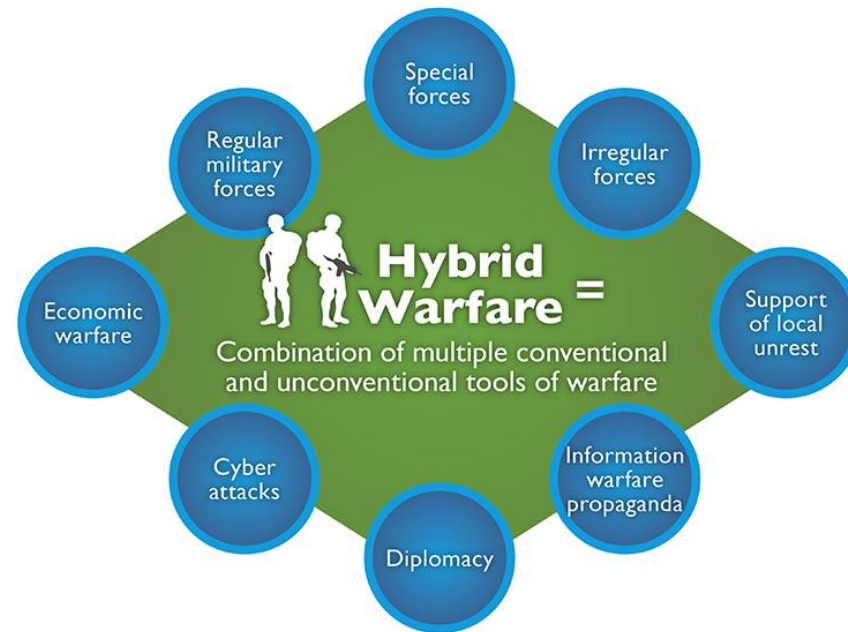 Special
forces
Regular
military
forces
Irregular
forces
Hybrid
Warfare =
Economic
warfare
Support
of local
unrest
Combination of multiple conventional
and unconventional tools of warfare
Cyber
attacks
Information
warfare
propaganda
Diplomacy